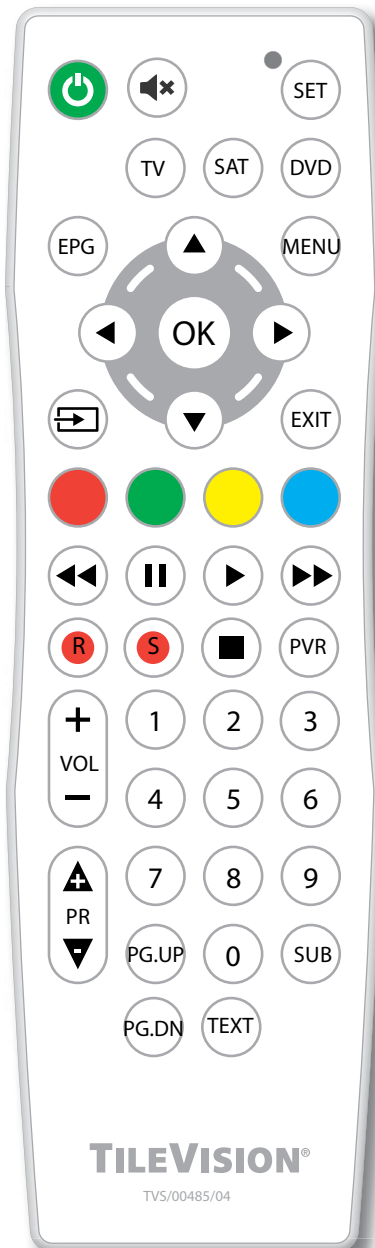 SET
TV SAT DVD
EPG MENU
OK
EXIT
R S PVR
+ 1 2 3
VOL
− 4 5 6
+ 7 8 9
PR
- PG.UP 0 SUB
PG.DN TEXT
TILEVISION®
TVS/00485/04